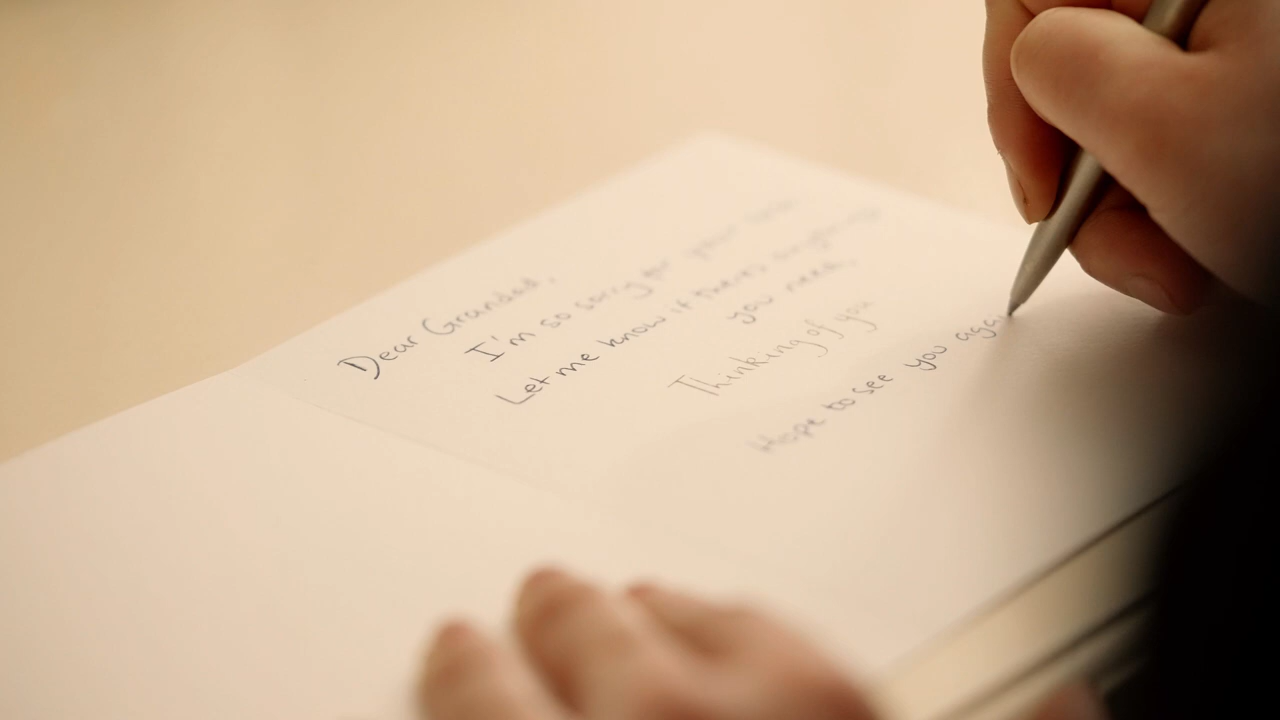 Dear Grandad,
I'm so sorry for your loss
Let me know if there's anything
you need,
Thinking of you
Hope to see you agai